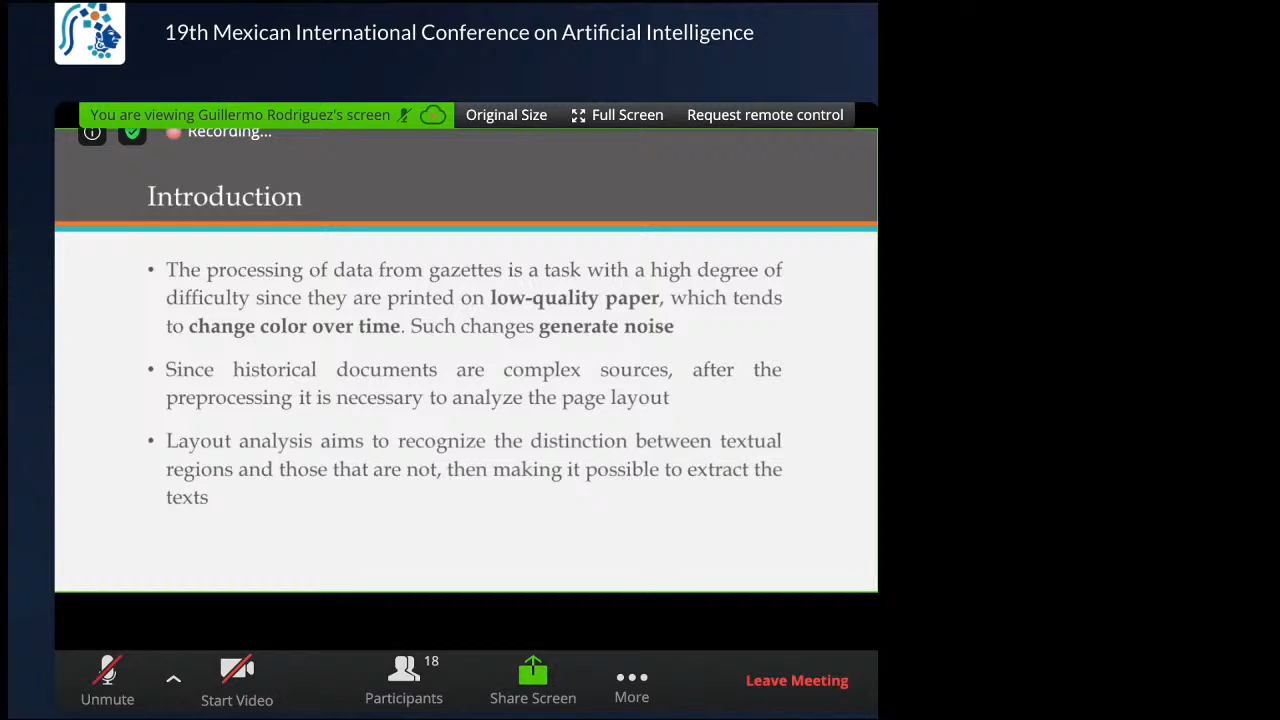 19th Mexican International Conference on Artificial Intelligence
You are viewing Guillermo Rodriguez's screen
Original Size
Full Screen
Request remote control
Recording...
Introduction
• The processing of data from gazettes is a task with a high degree of
difficulty since they are printed on low-quality paper, which tends
to change color over time. Such changes generate noise
• Since historical documents are complex sources, after the
preprocessing it is necessary to analyze the page layout
• Layout analysis aims to recognize the distinction between textual
regions and those that are not, then making it possible to extract the
texts
18
Unmute
Start Video
Participants
Share Screen
More
Leave Meeting